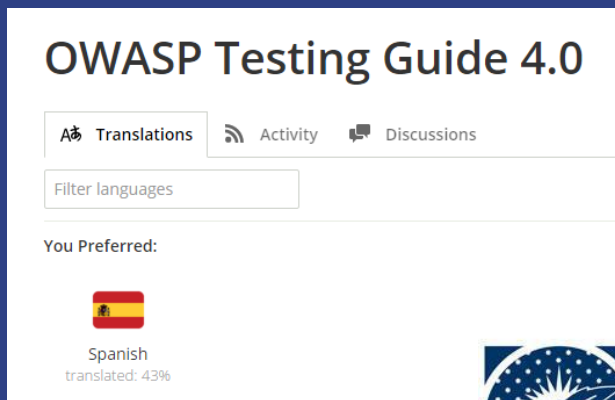 OWASP Testing Guide 4.0
Translations Activity Discussions
Filter languages
You Preferred:
Spanish
translated: 43%